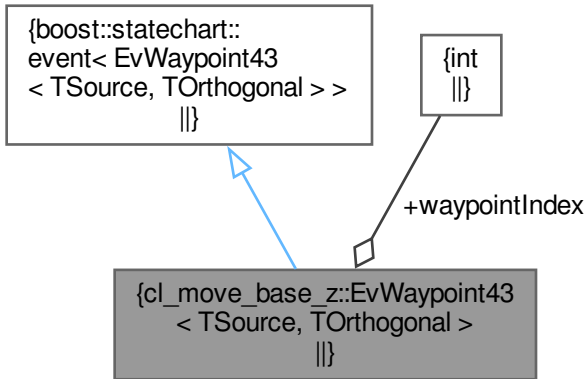 {boost::statechart::
event< EvWaypoint43
< TSource, TOrthogonal > >
||}
{int
||}
+waypointIndex
{cl_move_base_z::EvWaypoint43
< TSource, TOrthogonal >
||}